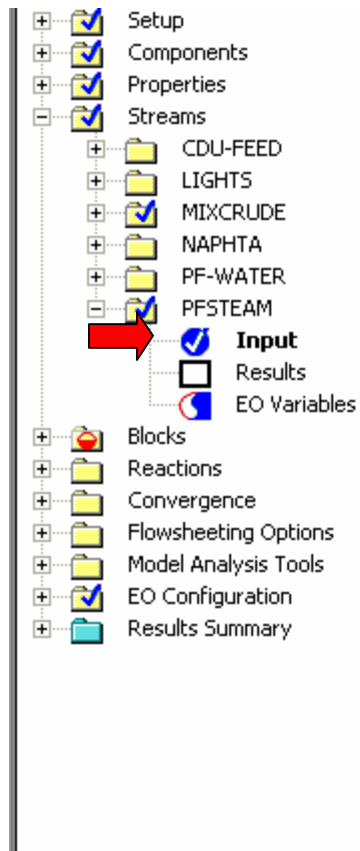 Setup
Components
Properties
Streams
CDU-FEED
LIGHTS
MIXCRUDE
NAPHTA
PF-WATER
PFSTEAM
Input
Results
EO Variables
Blocks
Reactions
Convergence
Flowsheeting Options
Model Analysis Tools
EO Configuration
Results Summary